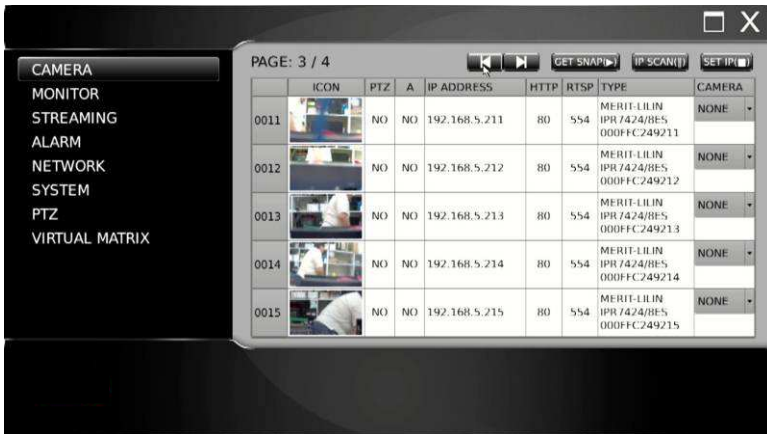 X
CAMERA
MONITOR
STREAMING
ALARM
NETWORK
SYSTEM
PTZ
VIRTUAL MATRIX
PAGE: 3 / 4
GET SNAP(▶) IP SCAN(||) SET IP(■)
ICON PTZ A IP ADDRESS HTTP RTSP TYPE CAMERA
0011 NO NO 192.168.5.211 80 554 MERIT-LILIN NONE
IPR7424/8ES
000FFC249211
0012 NO NO 192.168.5.212 80 554 MERIT-LILIN NONE
IPR7424/8ES
000FFC249212
0013 NO NO 192.168.5.213 80 554 MERIT-LILIN NONE
IPR7424/8ES
000FFC249213
0014 NO NO 192.168.5.214 80 554 MERIT-LILIN NONE
IPR7424/8ES
000FFC249214
0015 NO NO 192.168.5.215 80 554 MERIT-LILIN NONE
IPR7424/8ES
000FFC249215